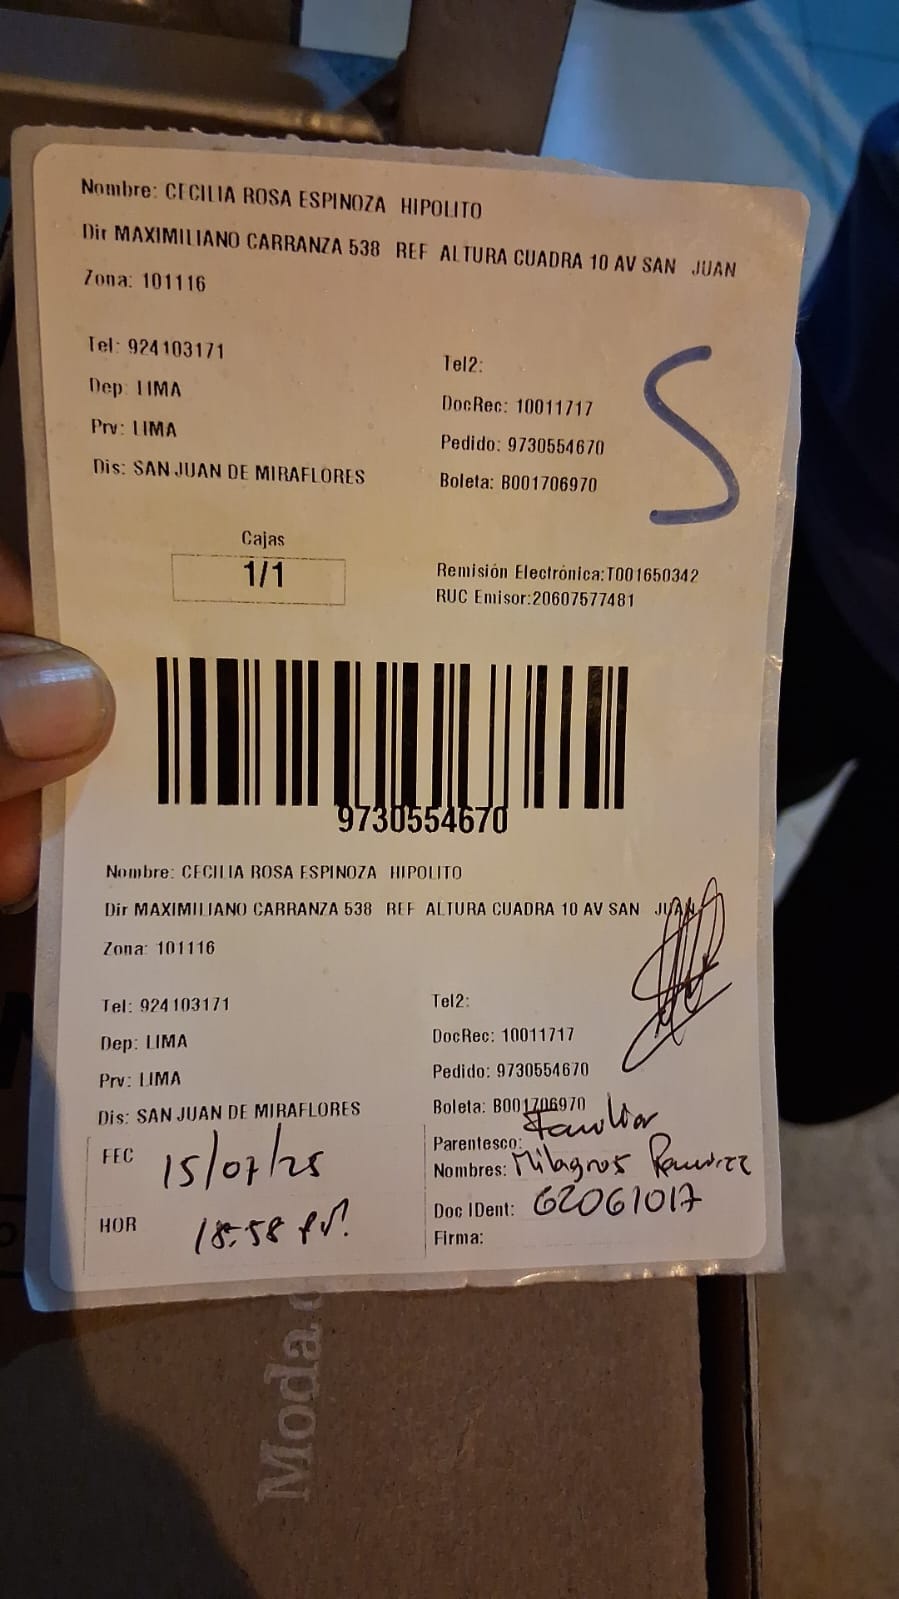 Nombre: CECILIA ROSA ESPINOZA HIPOLITO
Dir MAXIMILIANO CARRANZA 538 REF ALTURA CUADRA 10 AV SAN JUAN
Zona: 101116
Tel: 924103171
Tel2:
Dep: LIMA
DocRec: 10011717
Prv: LIMA
Pedido: 9730554670
Dis: SAN JUAN DE MIRAFLORES
Boleta: B001706970
S
Cajas
1/1
Remisión Electrónica:T001650342
RUC Emisor:20607577481
9730554670
Nombre: CECILIA ROSA ESPINOZA HIPOLITO
Dir MAXIMILIANO CARRANZA 538 REF ALTURA CUADRA 10 AV SAN JUAN
Zona: 101116
Tel: 924103171
Tel2:
Dep: LIMA
DocRec: 10011717
Prv: LIMA
Pedido: 9730554670
Dis: SAN JUAN DE MIRAFLORES
Boleta: B001706970
FEC 15/07/25
Parentesco: Familiar
Nombres: Milagros Ramirez
HOR 18:58 PM.
Doc IDent: 62061017
Firma:
Moda.